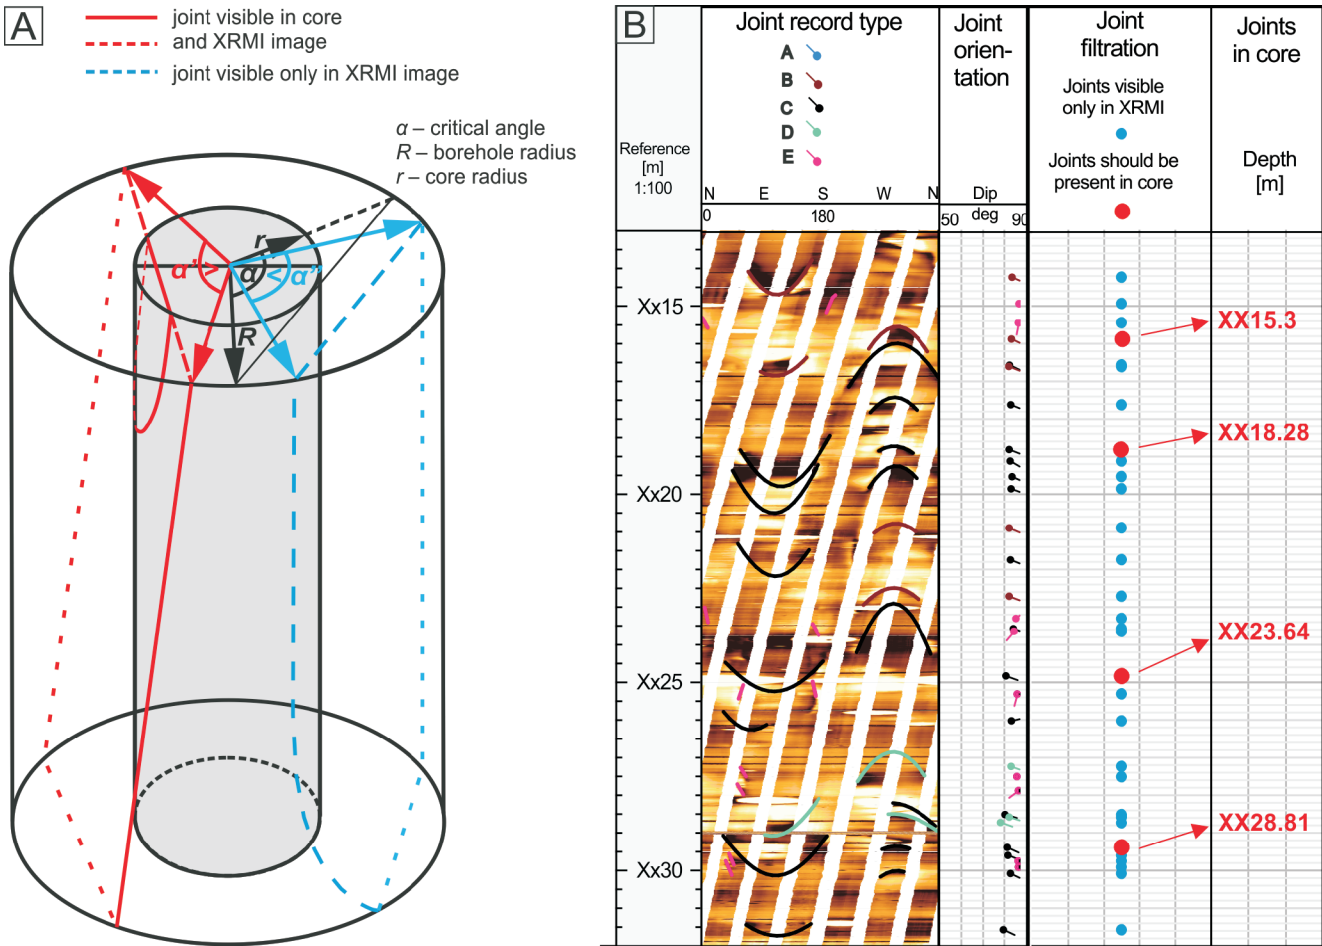 A
joint visible in core
and XRMI image
joint visible only in XRMI image
α – critical angle
R – borehole radius
r – core radius
r
α' >
α
< α"
R
B
Reference
[m]
1:100
Joint record type
A
B
C
D
E
N E S W N
0 180
Joint
orien-
tation
Dip
50 deg 90
Joint
filtration
Joints visible
only in XRMI
Joints should be
present in core
Joints
in core
Depth
[m]
Xx15
Xx20
Xx25
Xx30
XX15.3
XX18.28
XX23.64
XX28.81